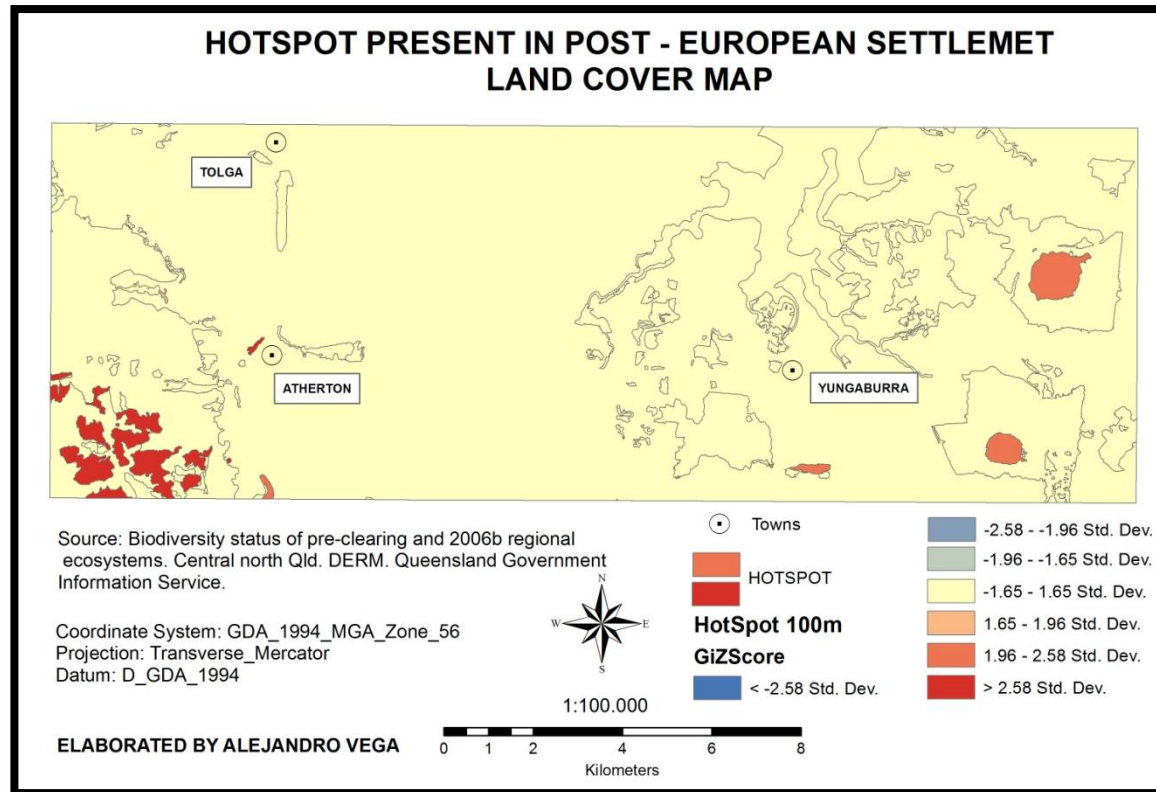 HOTSPOT PRESENT IN POST - EUROPEAN SETTLEMET
LAND COVER MAP
TOLGA
ATHERTON
YUNGABURRA
Source: Biodiversity status of pre-clearing and 2006b regional
ecosystems. Central north Qld. DERM. Queensland Government
Information Service.
Coordinate System: GDA_1994_MGA_Zone_56
Projection: Transverse_Mercator
Datum: D_GDA_1994
ELABORATED BY ALEJANDRO VEGA
N
W E
S
1:100.000
0 1 2 4 6 8
Kilometers
Towns
HOTSPOT
HotSpot 100m
GiZScore
< -2.58 Std. Dev.
-2.58 - -1.96 Std. Dev.
-1.96 - -1.65 Std. Dev.
-1.65 - 1.65 Std. Dev.
1.65 - 1.96 Std. Dev.
1.96 - 2.58 Std. Dev.
> 2.58 Std. Dev.